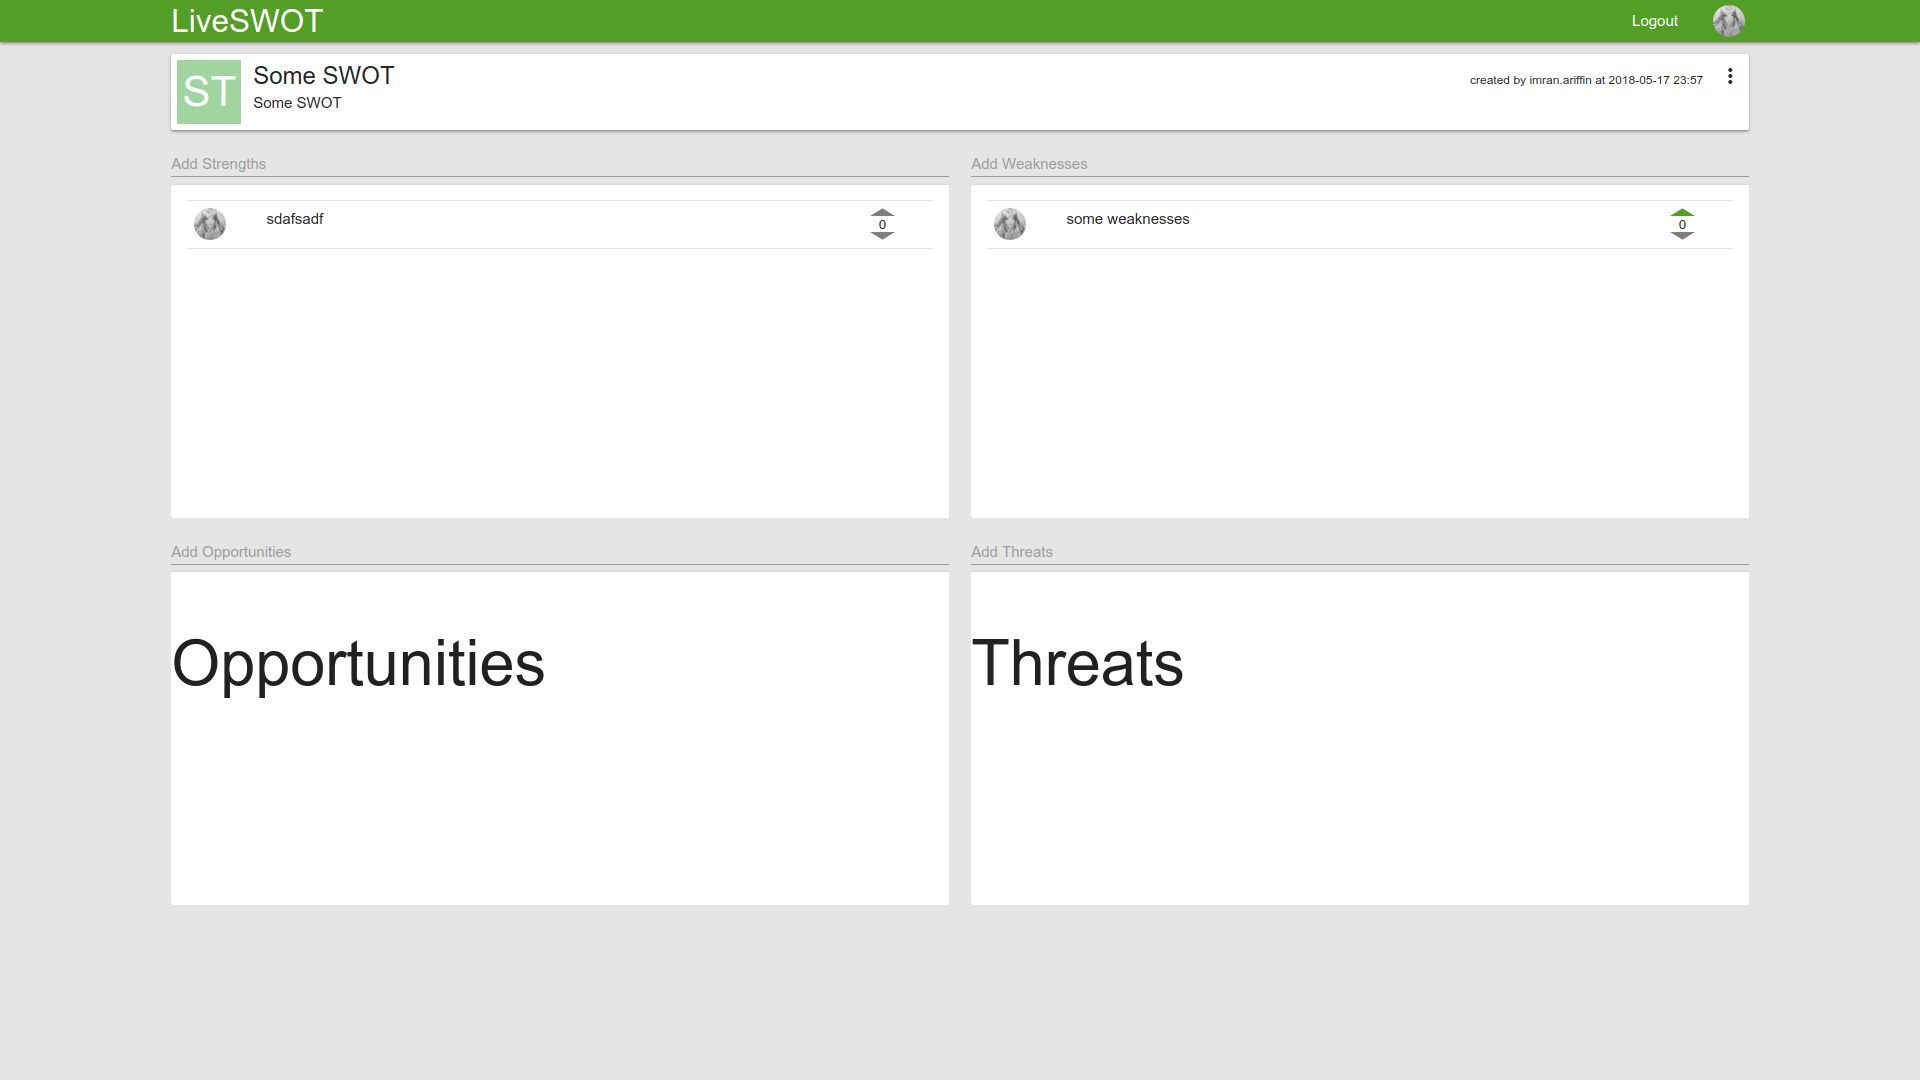 LiveSWOT
Logout
ST
Some SWOT
Some SWOT
created by imran.ariffin at 2018-05-17 23:57
Add Strengths
sdafsadf
0
Add Weaknesses
some weaknesses
0
Add Opportunities
Opportunities
Add Threats
Threats